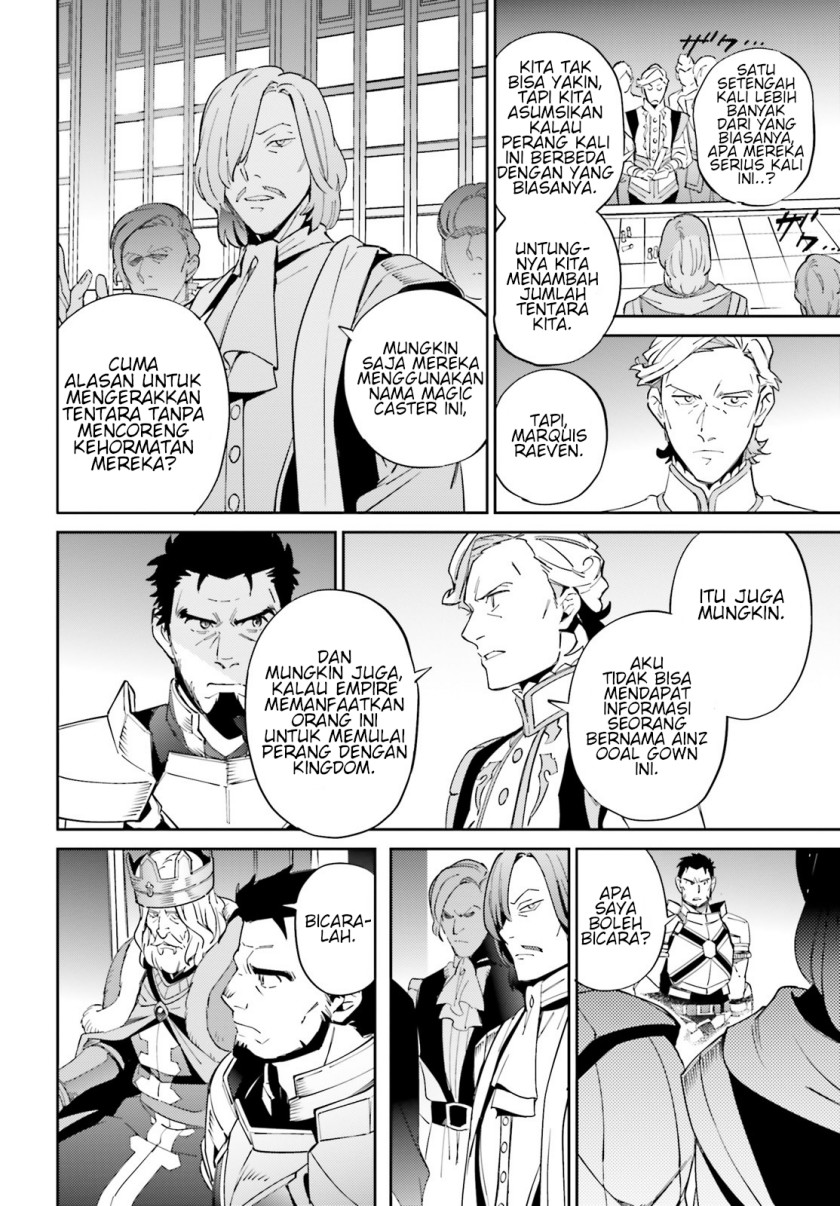 SATU
SETENGAH
KALI LEBIH
BANYAK
DARI YANG
BIASANYA,
APA MEREKA
SERIUS KALI
INI..?
KITA TAK
BISA YAKIN,
TAPI KITA
ASUMSIKAN
KALAU
PERANG KALI
INI BERBEDA
DENGAN YANG
BIASANYA.
UNTUNG-
NYA KITA
MENAMBAH
JUMLAH
TENTARA
KITA.
TAPI,
MARQUIS
RAEVEN.
MUNGKIN
SAJA MEREKA
MENGGUNAKAN
NAMA MAGIC
CASTER INI,
CUMA
ALASAN UNTUK
MENGERAKKAN
TENTARA TANPA
MENCORENG
KEHORMATAN
MEREKA?
ITU JUGA
MUNGKIN.
AKU
TIDAK BISA
MENDAPAT
INFORMASI
SEORANG
BERNAMA AINZ
OOAL GOWN
INI.
DAN
MUNGKIN JUGA,
KALAU EMPIRE
MEMANFAATKAN
ORANG INI
UNTUK MEMULAI
PERANG DENGAN
KINGDOM.
APA
SAYA
BOLEH
BICARA?
BICARA-
LAH.